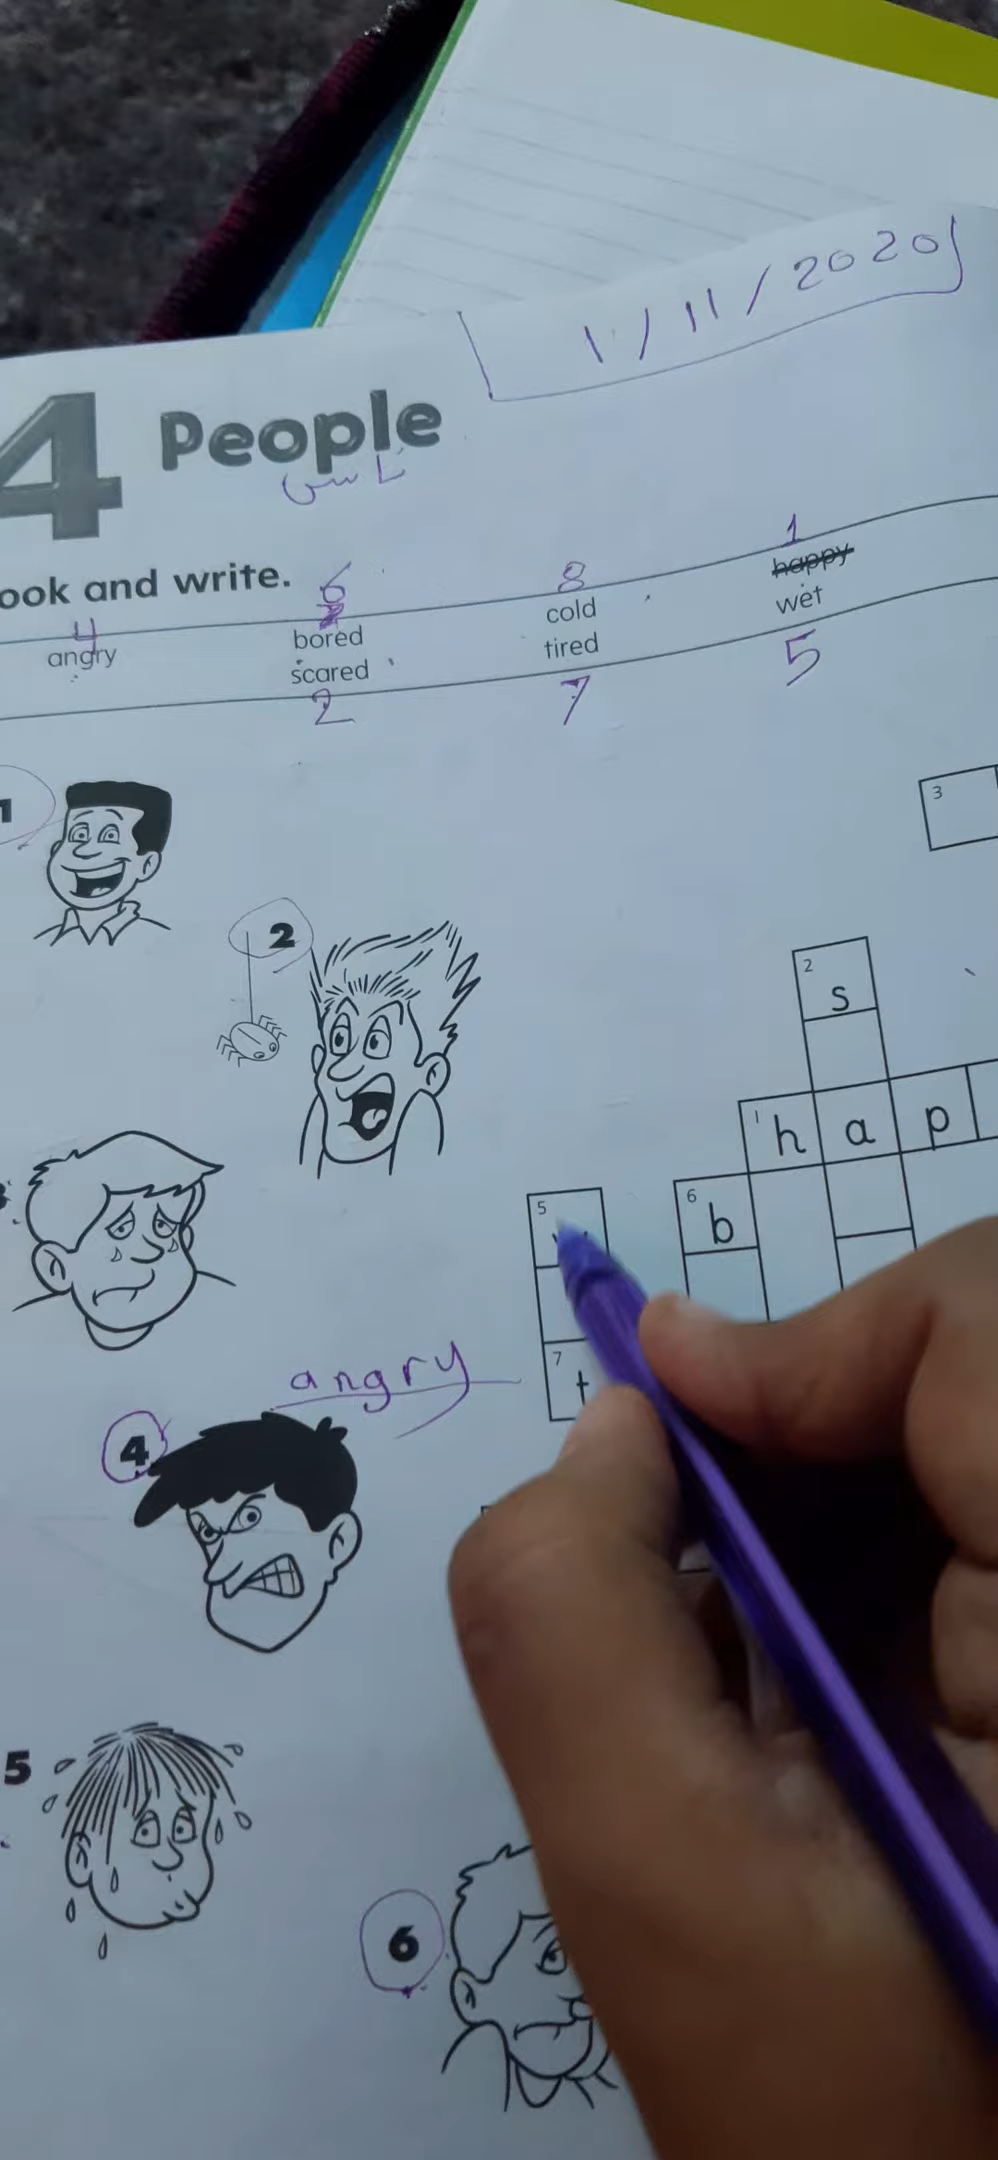 1/11/2020
4 People
ناس
ook and write.
4 6 8 1
angry bored cold happy
scared tired wet
2 7 5
1
3
2
2
s
1 h a p
5
6 b
angry
7 t
4
5
6